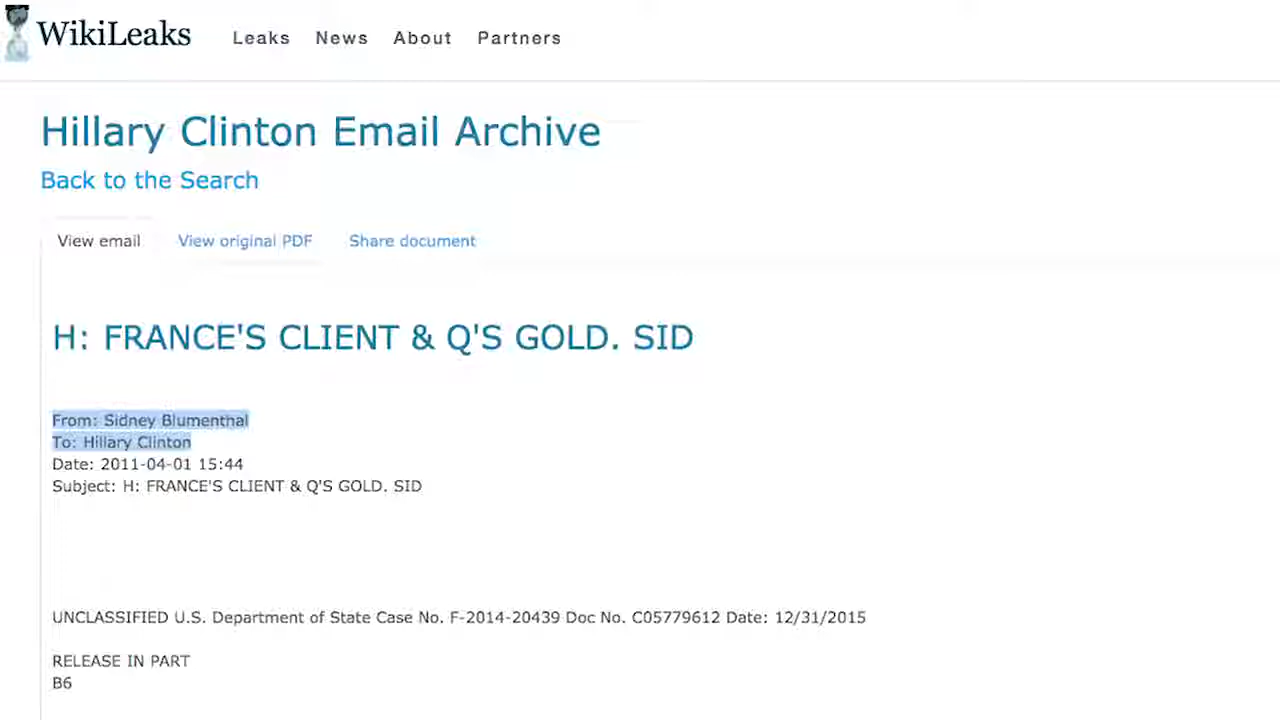 WikiLeaks Leaks News About Partners
Hillary Clinton Email Archive
Back to the Search
View email View original PDF Share document
H: FRANCE'S CLIENT & Q'S GOLD. SID
From: Sidney Blumenthal
To: Hillary Clinton
Date: 2011-04-01 15:44
Subject: H: FRANCE'S CLIENT & Q'S GOLD. SID
UNCLASSIFIED U.S. Department of State Case No. F-2014-20439 Doc No. C05779612 Date: 12/31/2015
RELEASE IN PART
B6